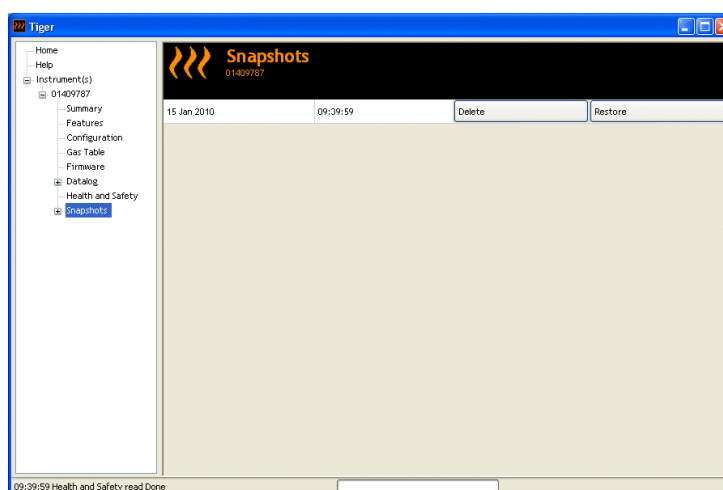 Tiger
Home
Help
Instrument(s)
01409787
Summary
Features
Configuration
Gas Table
Firmware
Datalog
Health and Safety
Snapshots
Snapshots
01409787
15 Jan 2010 09:39:59 Delete Restore
09:39:59 Health and Safety read Done